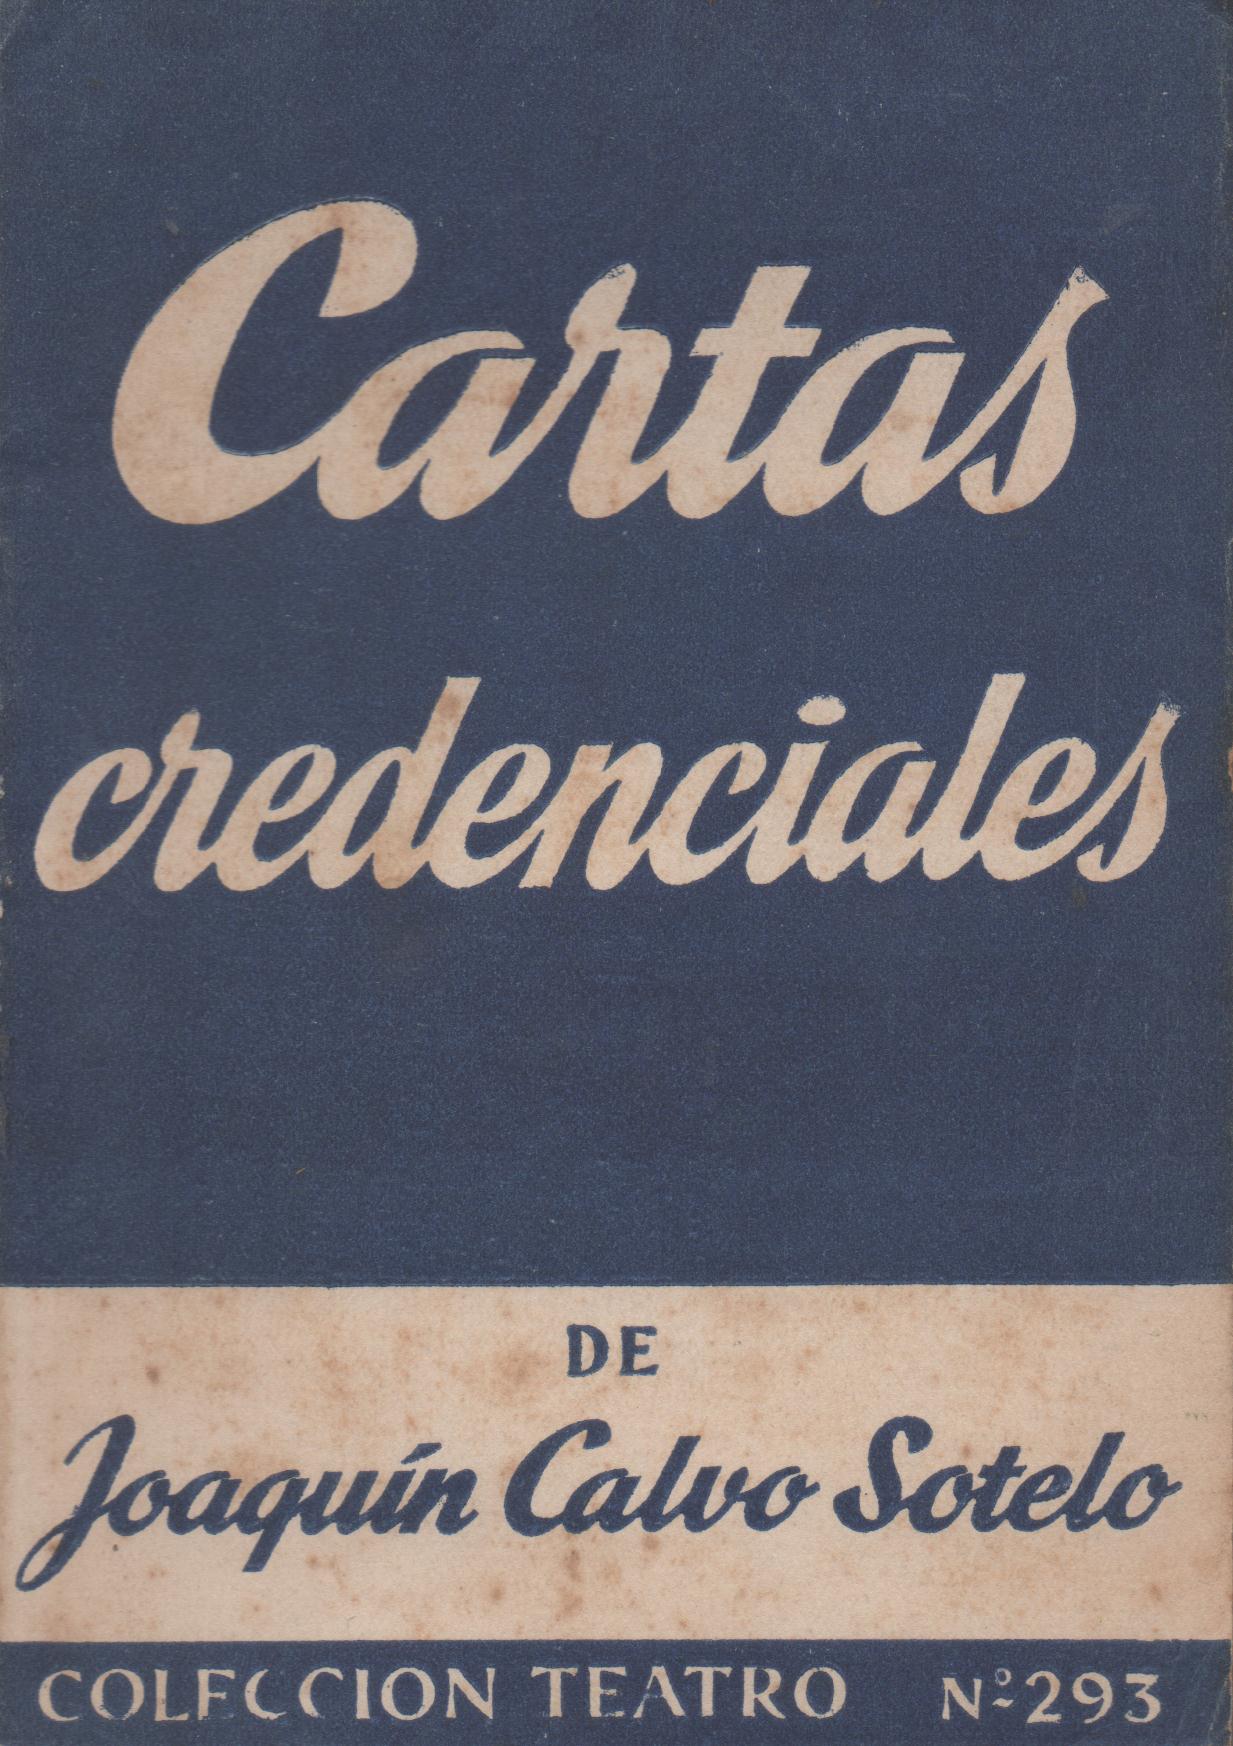 Cartas
credenciales
DE
Joaquín Calvo Sotelo
COLECCION TEATRO Nº 293